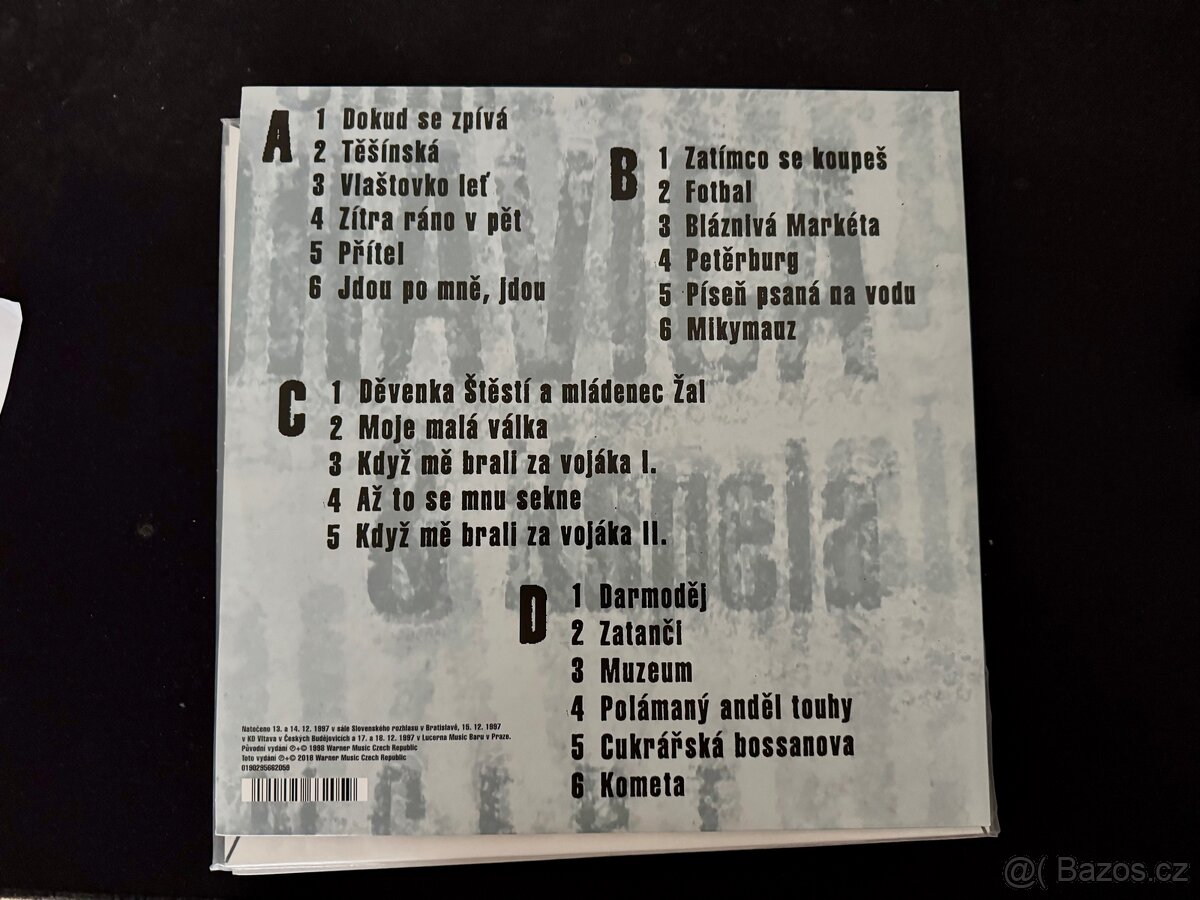 A
1 Dokud se zpívá
2 Těšínská
3 Vlaštovko leť
4 Zítra ráno v pět
5 Přítel
6 Jdou po mně, jdou
B
1 Zatímco se koupeš
2 Fotbal
3 Bláznivá Markéta
4 Petěrburg
5 Píseň psaná na vodu
6 Mikymauz
C
1 Děvenka Štěstí a mládenec Žal
2 Moje malá válka
3 Když mě brali za vojáka I.
4 Až to se mnu sekne
5 Když mě brali za vojáka II.
D
1 Darmoděj
2 Zatanči
3 Muzeum
4 Polámaný anděl touhy
5 Cukrářská bossanova
6 Kometa
Natočeno 13. a 14. 12. 1997 v sále Slovenského rozhlasu v Bratislavě, 15. 12. 1997
v KD Vltava v Českých Budějovicích a 17. a 18. 12. 1997 v Lucerna Music Baru v Praze.
Původní vydání ℗+© 1998 Warner Music Czech Republic
Toto vydání ℗+© 2018 Warner Music Czech Republic
0190295662059
@( Bazos.cz